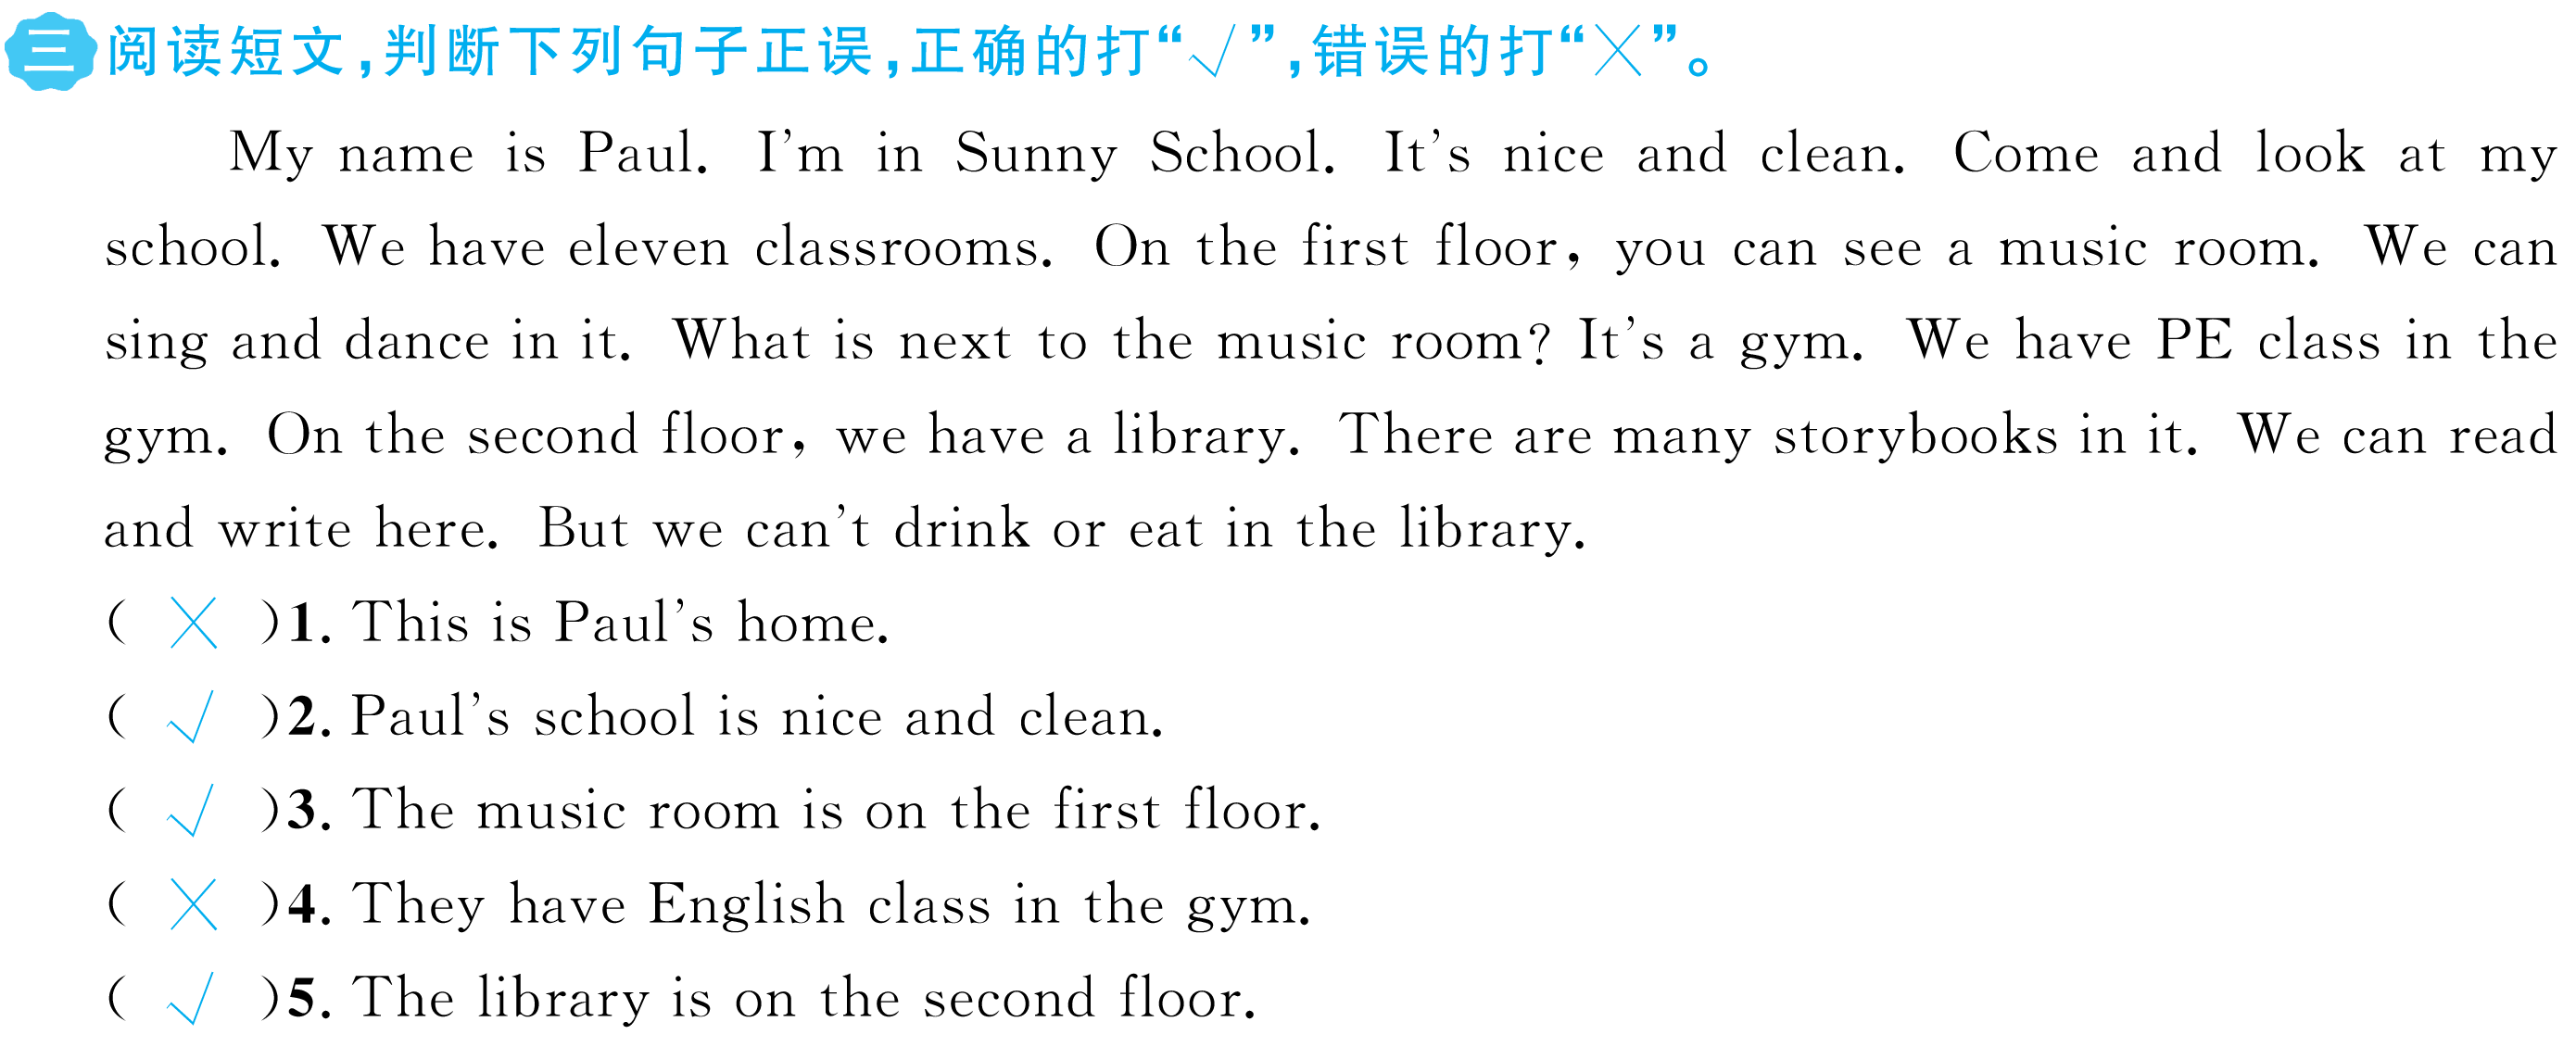 三 阅读短文,判断下列句子正误,正确的打“√”,错误的打“×”。
My name is Paul. I’m in Sunny School. It’s nice and clean. Come and look at my
school. We have eleven classrooms. On the first floor, you can see a music room. We can
sing and dance in it. What is next to the music room? It’s a gym. We have PE class in the
gym. On the second floor, we have a library. There are many storybooks in it. We can read
and write here. But we can’t drink or eat in the library.
( × )1. This is Paul’s home.
( √ )2. Paul’s school is nice and clean.
( √ )3. The music room is on the first floor.
( × )4. They have English class in the gym.
( √ )5. The library is on the second floor.